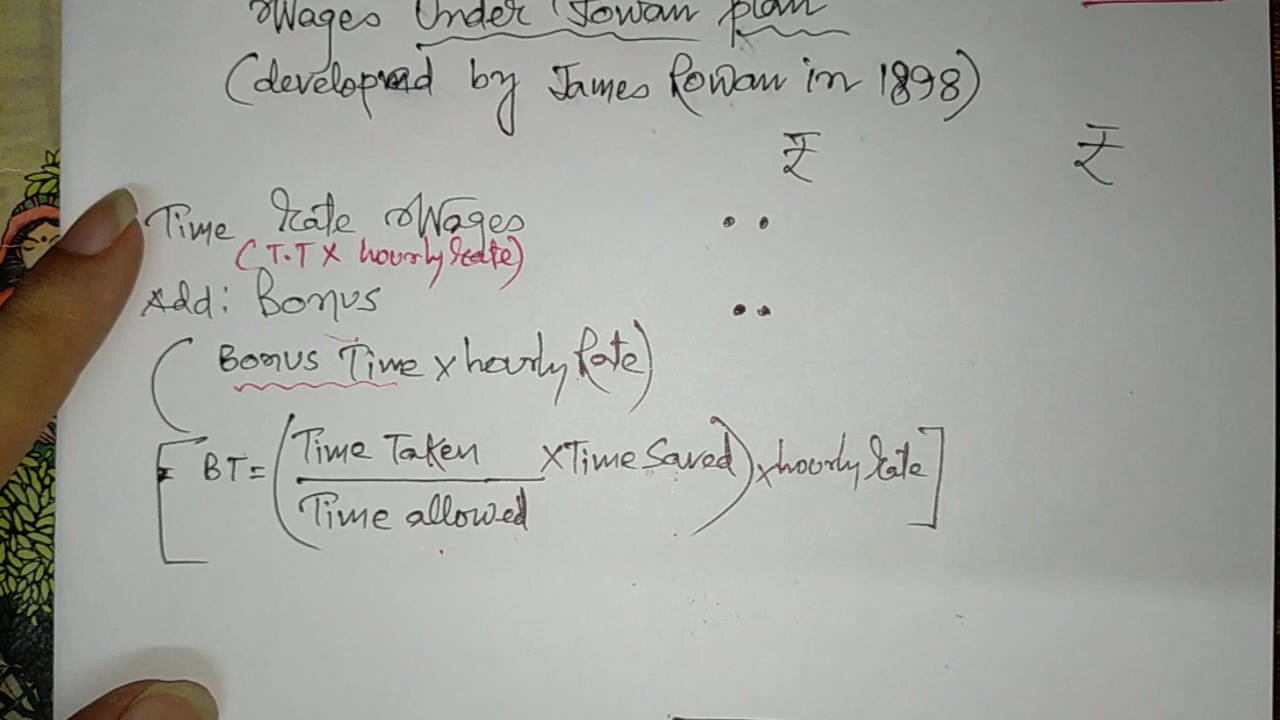 Wages Under Rowan plan
(developed by James Rowan in 1898)
₹ ₹
Time Rate Wages ..
(T.T X hourly rate)
Add: Bonus ..
(Bonus Time x hourly Rate)
[BT = (Time Taken / Time allowed x Time Saved) x hourly rate]